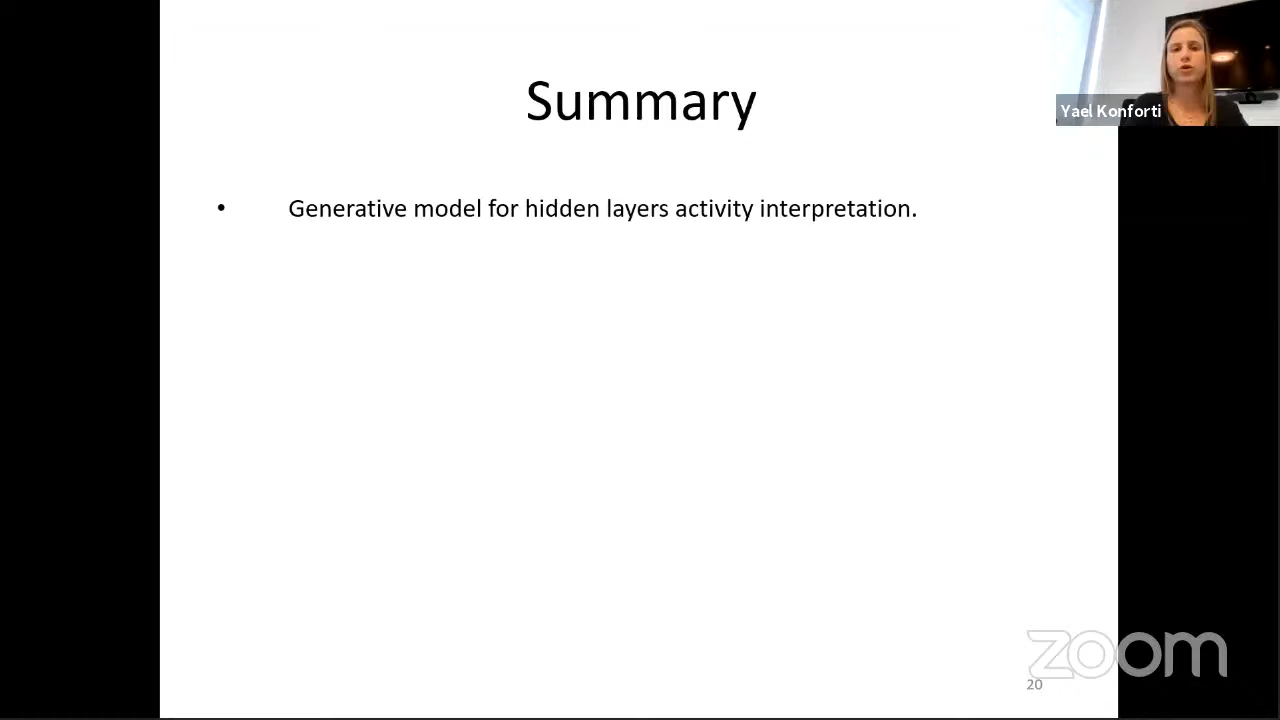 Summary
Yael Konforti
• Generative model for hidden layers activity interpretation.
zoom
20